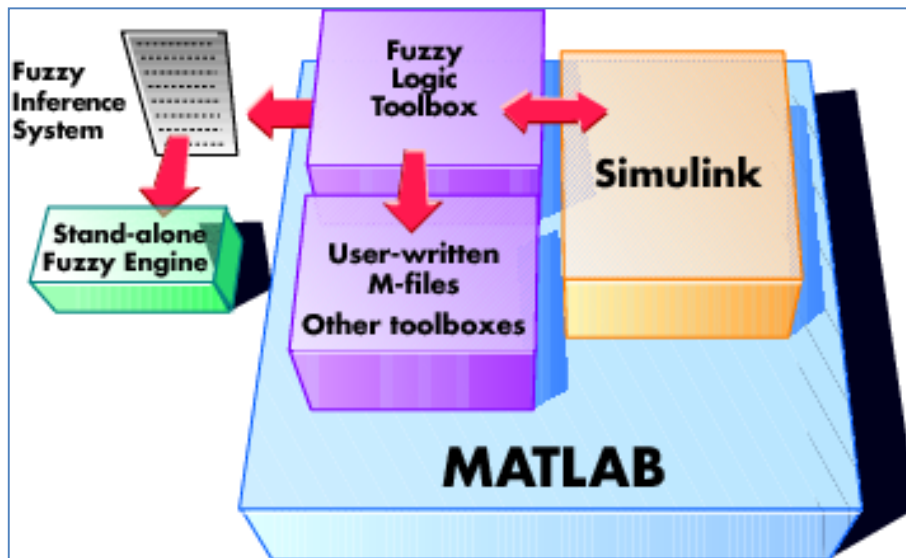 Fuzzy
Inference
System
Fuzzy
Logic
Toolbox
Simulink
Stand-alone
Fuzzy Engine
User-written
M-files
Other toolboxes
MATLAB